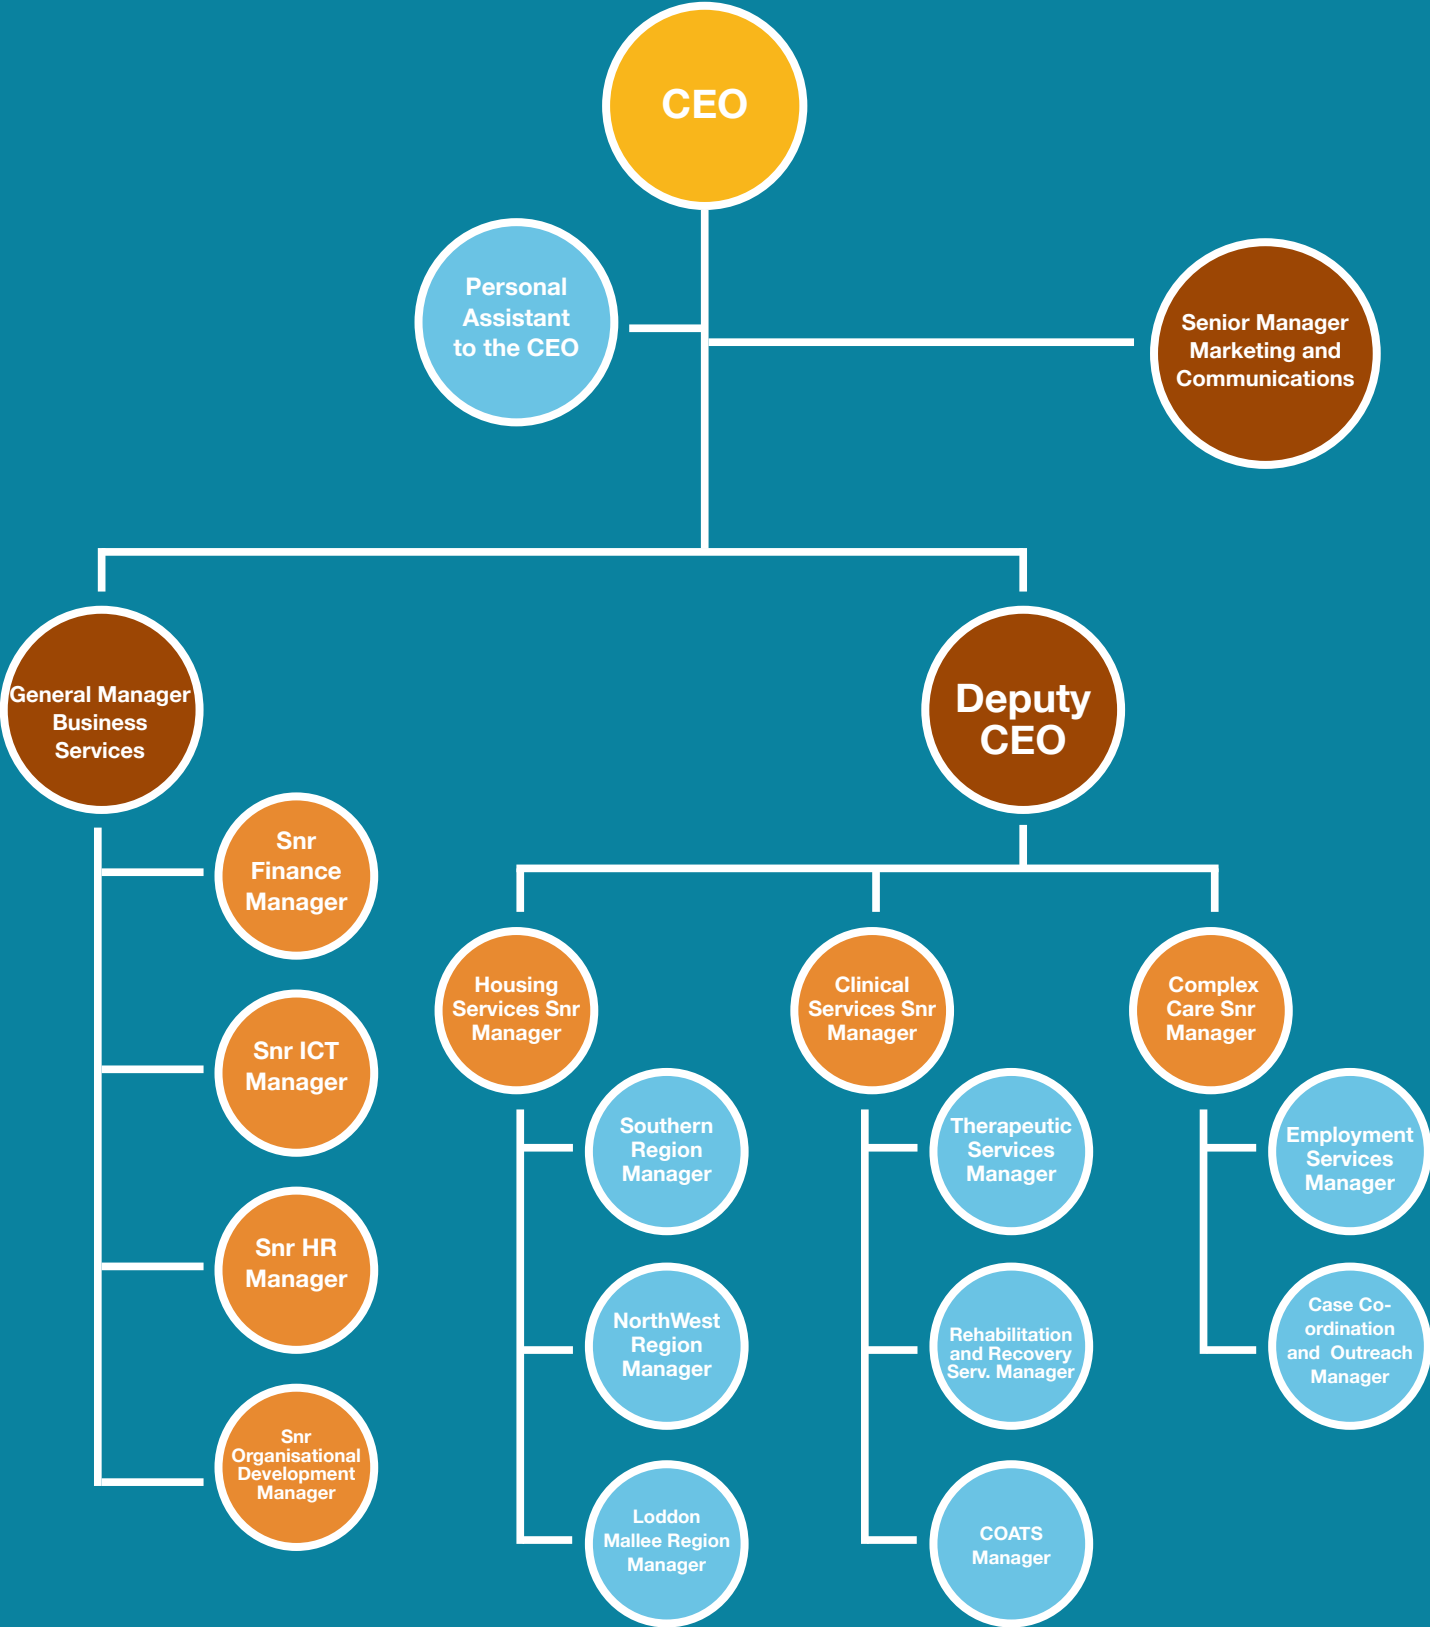 CEO
Personal
Assistant
to the CEO
Senior Manager
Marketing and
Communications
General Manager
Business
Services
Deputy
CEO
Snr
Finance
Manager
Snr ICT
Manager
Snr HR
Manager
Snr
Organisational
Development
Manager
Housing
Services Snr
Manager
Southern
Region
Manager
NorthWest
Region
Manager
Loddon
Mallee Region
Manager
Clinical
Services Snr
Manager
Therapeutic
Services
Manager
Rehabilitation
and Recovery
Serv. Manager
COATS
Manager
Complex
Care Snr
Manager
Employment
Services
Manager
Case Co-
ordination
and  Outreach
Manager